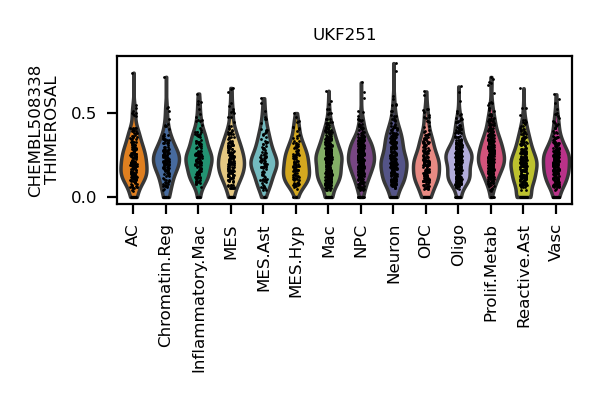 UKF251
CHEMBL508338
THIMEROSAL
0.5
0.0
AC
Chromatin.Reg
Inflammatory.Mac
MES
MES.Ast
MES.Hyp
Mac
NPC
Neuron
OPC
Oligo
Prolif.Metab
Reactive.Ast
Vasc